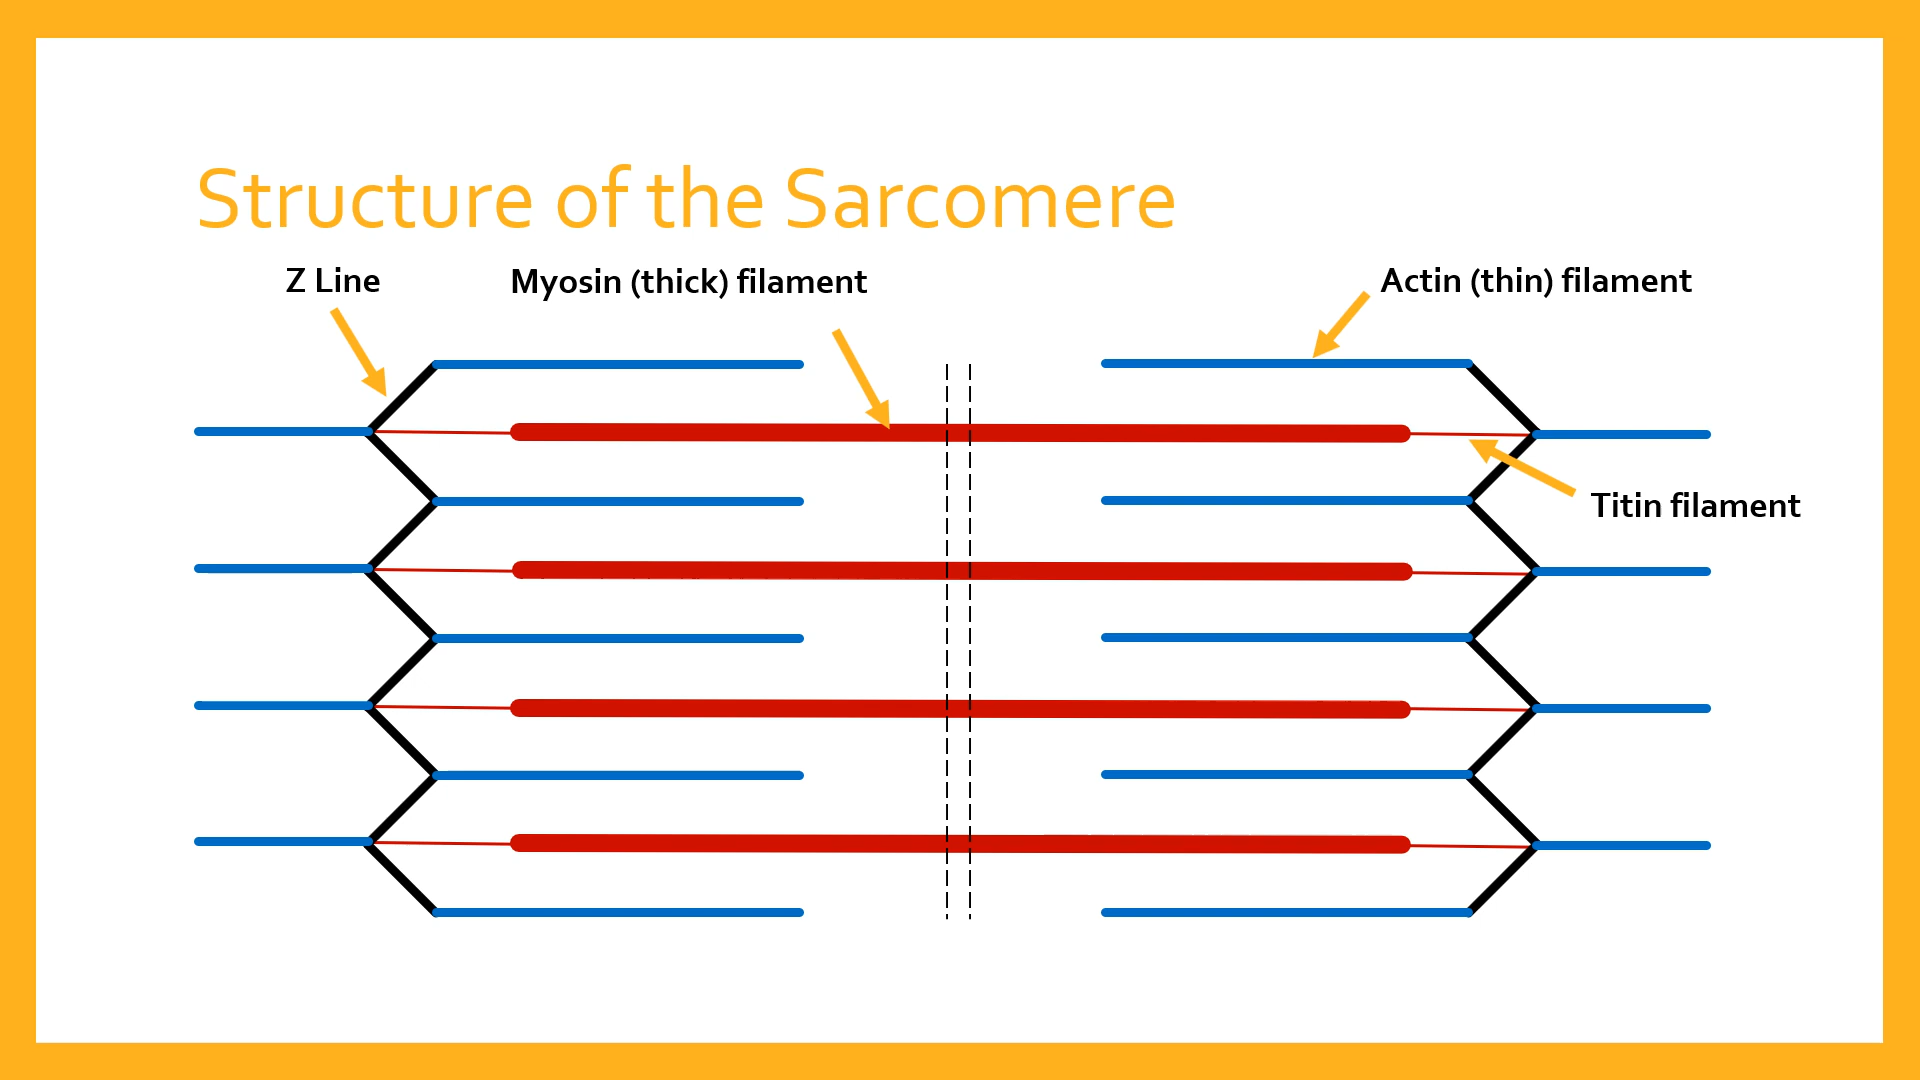 Structure of the Sarcomere
Z Line
Myosin (thick) filament
Actin (thin) filament
Titin filament